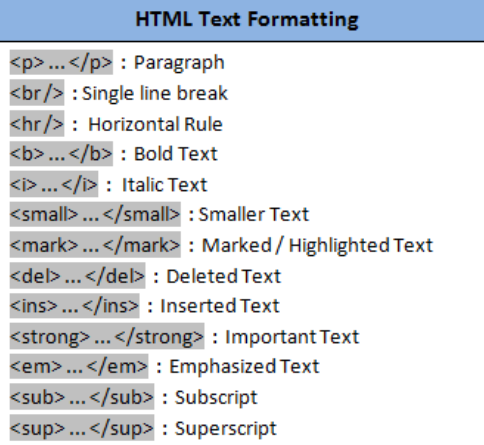 HTML Text Formatting
<p>...</p> : Paragraph
<br/> : Single line break
<hr/> : Horizontal Rule
<b>...</b> : Bold Text
<i>...</i> : Italic Text
<small>...</small> : Smaller Text
<mark>...</mark> : Marked / Highlighted Text
<del>...</del> : Deleted Text
<ins>...</ins> : Inserted Text
<strong>...</strong> : Important Text
<em>...</em> : Emphasized Text
<sub>...</sub> : Subscript
<sup>...</sup> : Superscript